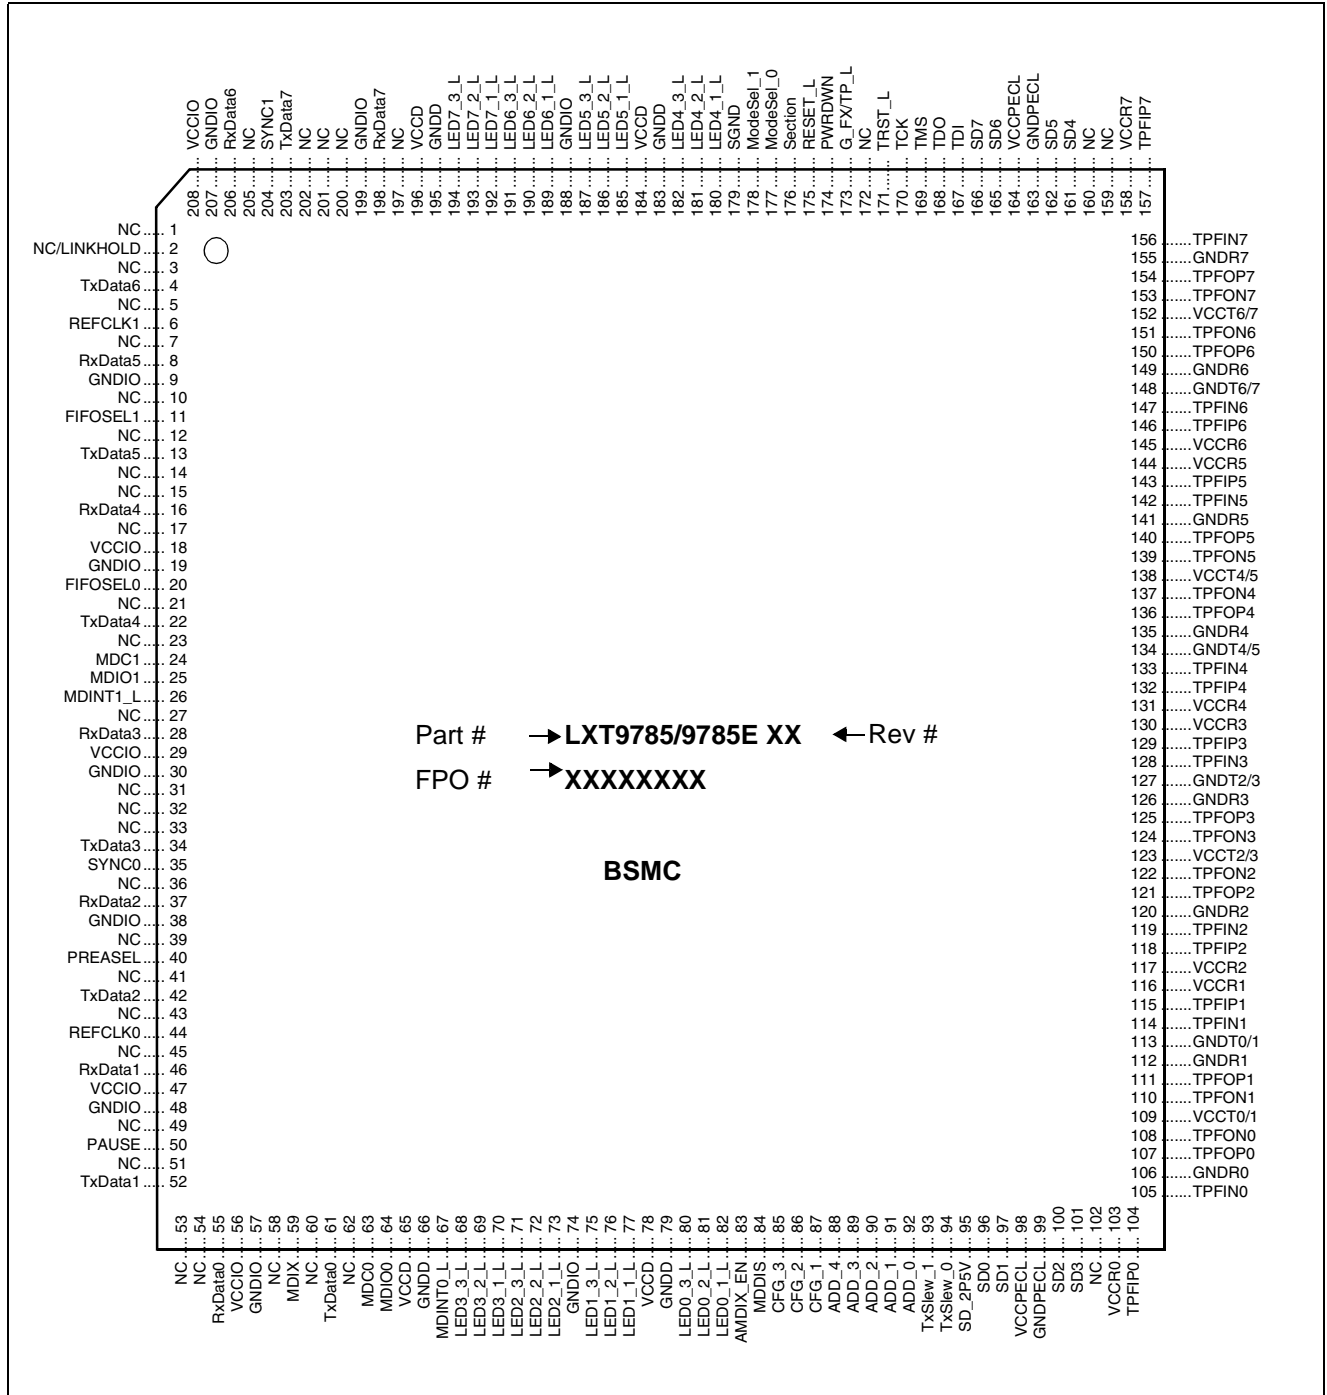 208...... VCCIO
207...... GNDIO
206...... RxData6
205...... NC
204...... SYNC1
203...... TxData7
202...... NC
201...... NC
200...... NC
199...... GNDIO
198...... RxData7
197...... NC
196...... VCCD
195...... GNDD
194...... LED7_3_L
193...... LED7_2_L
192...... LED7_1_L
191...... LED6_3_L
190...... LED6_2_L
189...... LED6_1_L
188...... GNDIO
187...... LED5_3_L
186...... LED5_2_L
185...... LED5_1_L
184...... VCCD
183...... GNDD
182...... LED4_3_L
181...... LED4_2_L
180...... LED4_1_L
179...... SGND
178...... ModeSel_1
177...... ModeSel_0
176...... Section
175...... RESET_L
174...... PWRDWN
173...... G_FX/TP_L
172...... NC
171....... TRST_L
170...... TCK
169...... TMS
168...... TDO
167...... TDI
166...... SD7
165...... SD6
164...... VCCPECL
163...... GNDPECL
162...... SD5
161...... SD4
160...... NC
159...... NC
158...... VCCR7
157...... TPFIP7
NC..... 1
NC/LINKHOLD..... 2
NC..... 3
TxData6..... 4
NC..... 5
REFCLK1..... 6
NC..... 7
RxData5..... 8
GNDIO..... 9
NC..... 10
FIFOSEL1..... 11
NC..... 12
TxData5..... 13
NC..... 14
NC..... 15
RxData4..... 16
NC..... 17
VCCIO..... 18
GNDIO..... 19
FIFOSEL0..... 20
NC..... 21
TxData4..... 22
NC..... 23
MDC1..... 24
MDIO1..... 25
MDINT1_L..... 26
NC..... 27
RxData3..... 28
VCCIO..... 29
GNDIO..... 30
NC..... 31
NC..... 32
NC..... 33
TxData3..... 34
SYNC0..... 35
NC..... 36
RxData2..... 37
GNDIO..... 38
NC..... 39
PREASEL..... 40
NC..... 41
TxData2..... 42
NC..... 43
REFCLK0..... 44
NC..... 45
RxData1..... 46
VCCIO..... 47
GNDIO..... 48
NC..... 49
PAUSE..... 50
NC..... 51
TxData1..... 52
Part # LXT9785/9785E XX Rev #
FPO # XXXXXXXX
BSMC
156.......TPFIN7
155.......GNDR7
154.......TPFOP7
153.......TPFON7
152.......VCCT6/7
151.......TPFON6
150.......TPFOP6
149.......GNDR6
148.......GNDT6/7
147.......TPFIN6
146.......TPFIP6
145.......VCCR6
144.......VCCR5
143.......TPFIP5
142.......TPFIN5
141.......GNDR5
140.......TPFOP5
139.......TPFON5
138.......VCCT4/5
137.......TPFON4
136.......TPFOP4
135.......GNDR4
134.......GNDT4/5
133.......TPFIN4
132.......TPFIP4
131.......VCCR4
130.......VCCR3
129.......TPFIP3
128.......TPFIN3
127.......GNDT2/3
126.......GNDR3
125.......TPFOP3
124.......TPFON3
123.......VCCT2/3
122.......TPFON2
121.......TPFOP2
120.......GNDR2
119.......TPFIN2
118.......TPFIP2
117.......VCCR2
116.......VCCR1
115.......TPFIP1
114.......TPFIN1
113.......GNDT0/1
112.......GNDR1
111.......TPFOP1
110.......TPFON1
109.......VCCT0/1
108.......TPFON0
107.......TPFOP0
106.......GNDR0
105.......TPFIN0
NC.....53
NC.....54
RxData0.....55
VCCIO.....56
GNDIO.....57
NC.....58
MDIX.....59
NC.....60
TxData0.....61
NC.....62
MDC0.....63
MDIO0.....64
VCCD.....65
GNDD.....66
MDINT0_L.....67
LED3_3_L.....68
LED3_2_L.....69
LED3_1_L.....70
LED2_3_L.....71
LED2_2_L.....72
LED2_1_L.....73
GNDIO.....74
LED1_3_L.....75
LED1_2_L.....76
LED1_1_L.....77
VCCD.....78
GNDD.....79
LED0_3_L.....80
LED0_2_L.....81
LED0_1_L.....82
AMDIX_EN.....83
MDDIS.....84
CFG_3.....85
CFG_2.....86
CFG_1.....87
ADD_4.....88
ADD_3.....89
ADD_2.....90
ADD_1.....91
ADD_0.....92
TxSlew_1.....93
TxSlew_0.....94
SD_2P5V.....95
SD0.....96
SD1.....97
VCCPECL.....98
GNDPECL.....99
SD2.....100
SD3.....101
NC.....102
VCCR0.....103
TPFIP0.....104